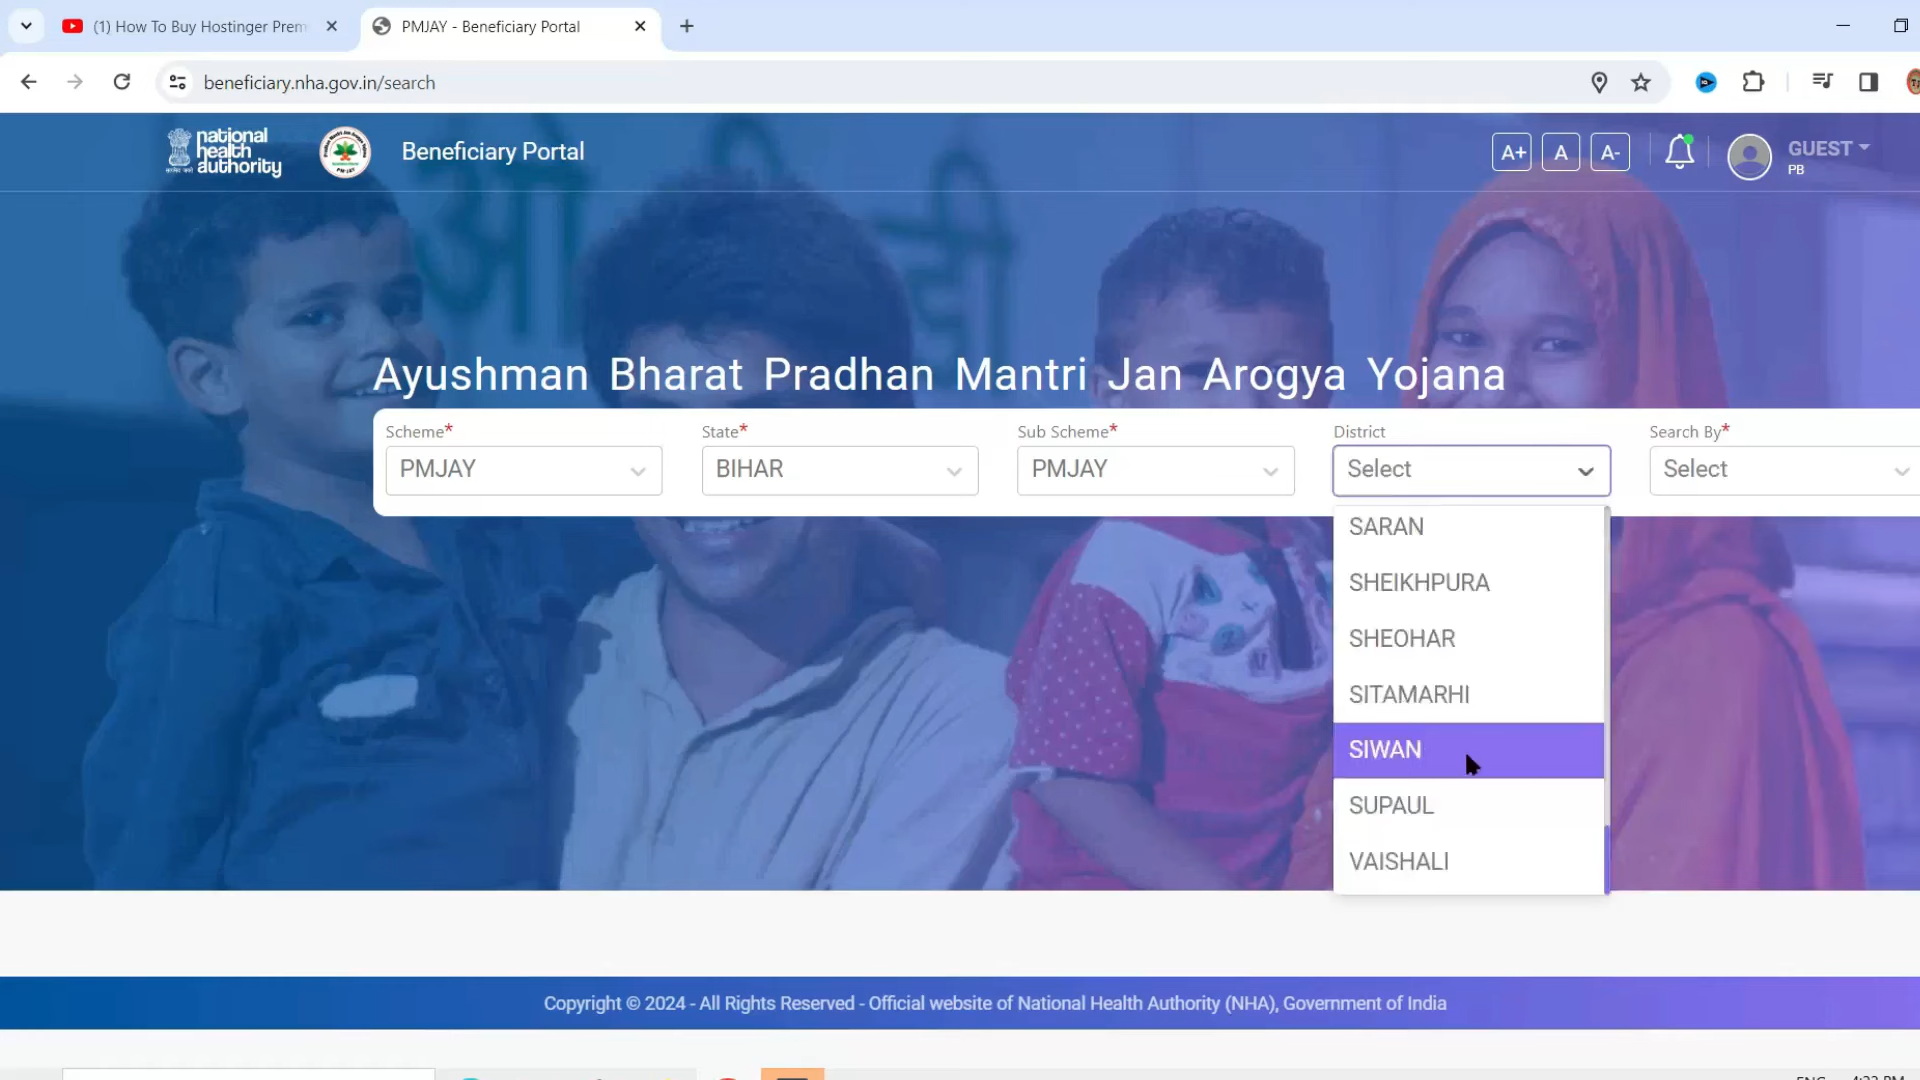 (1) How To Buy Hostinger Prem
PMJAY - Beneficiary Portal
beneficiary.nha.gov.in/search
national
health
authority
Beneficiary Portal
A+
A
A-
GUEST
PB
Ayushman Bharat Pradhan Mantri Jan Arogya Yojana
Scheme*
State*
Sub Scheme*
District
Search By*
PMJAY
BIHAR
PMJAY
Select
Select
SARAN
SHEIKHPURA
SHEOHAR
SITAMARHI
SIWAN
SUPAUL
VAISHALI
Copyright © 2024 - All Rights Reserved - Official website of National Health Authority (NHA), Government of India